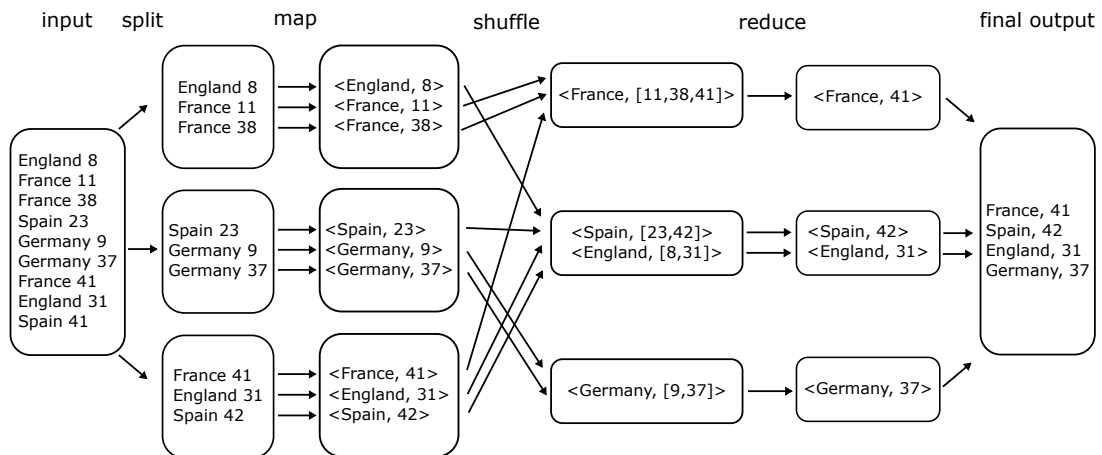 input
split
map
shuffle
reduce
final output
England 8
France 11
France 38
Spain 23
Germany 9
Germany 37
France 41
England 31
Spain 41
England 8
France 11
France 38
Spain 23
Germany 9
Germany 37
France 41
England 31
Spain 42
<England, 8>
<France, 11>
<France, 38>
<Spain, 23>
<Germany, 9>
<Germany, 37>
<France, 41>
<England, 31>
<Spain, 42>
<France, [11,38,41]>
<Spain, [23,42]>
<England, [8,31]>
<Germany, [9,37]>
<France, 41>
<Spain, 42>
<England, 31>
<Germany, 37>
France, 41
Spain, 42
England, 31
Germany, 37